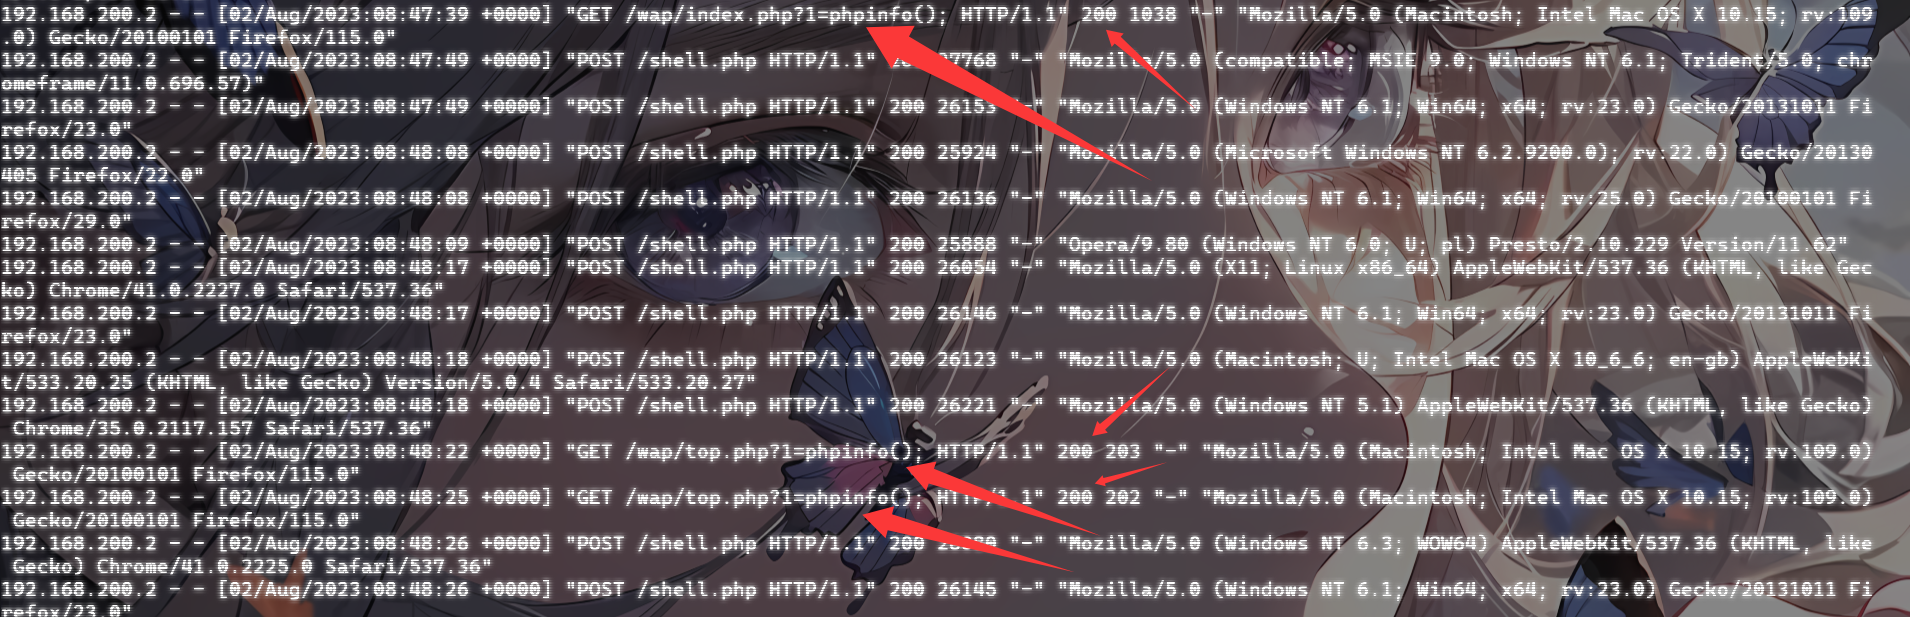 192.168.200.2 - - [02/Aug/2023:08:47:39 +0000] "GET /wap/index.php?1=phpinfo(); HTTP/1.1" 200 1038 "-" "Mozilla/5.0 (Macintosh; Intel Mac OS X 10.15; rv:109
.0) Gecko/20100101 Firefox/115.0"
192.168.200.2 - - [02/Aug/2023:08:47:49 +0000] "POST /shell.php HTTP/1.1" "-" "Mozilla/5.0 (compatible; MSIE 9.0; Windows NT 6.1; Trident/5.0; chr
omeframe/11.0.696.57)"
192.168.200.2 - - [02/Aug/2023:08:47:49 +0000] "POST /shell.php HTTP/1.1" 200 26153 "-" "Mozilla/5.0 (Windows NT 6.1; Win64; x64; rv:23.0) Gecko/20131011 Fi
refox/23.0"
192.168.200.2 - - [02/Aug/2023:08:48:08 +0000] "POST /shell.php HTTP/1.1" 200 25924 "-" "Mozilla/5.0 (Microsoft Windows NT 6.2.9200.0); rv:22.0) Gecko/20130
405 Firefox/22.0"
192.168.200.2 - - [02/Aug/2023:08:48:08 +0000] "POST /shell.php HTTP/1.1" 200 26136 "-" "Mozilla/5.0 (Windows NT 6.1; Win64; x64; rv:25.0) Gecko/20100101 Fi
refox/29.0"
192.168.200.2 - - [02/Aug/2023:08:48:09 +0000] "POST /shell.php HTTP/1.1" 200 25888 "-" "Opera/9.80 (Windows NT 6.0; U; pl) Presto/2.10.229 Version/11.62"
192.168.200.2 - - [02/Aug/2023:08:48:17 +0000] "POST /shell.php HTTP/1.1" 200 26054 "-" "Mozilla/5.0 (X11; Linux x86_64) AppleWebKit/537.36 (KHTML, like Gec
ko) Chrome/41.0.2227.0 Safari/537.36"
192.168.200.2 - - [02/Aug/2023:08:48:17 +0000] "POST /shell.php HTTP/1.1" 200 26146 "-" "Mozilla/5.0 (Windows NT 6.1; Win64; x64; rv:23.0) Gecko/20131011 Fi
refox/23.0"
192.168.200.2 - - [02/Aug/2023:08:48:18 +0000] "POST /shell.php HTTP/1.1" 200 26123 "-" "Mozilla/5.0 (Macintosh; U; Intel Mac OS X 10_6_6; en-gb) AppleWebKi
t/533.20.25 (KHTML, like Gecko) Version/5.0.4 Safari/533.20.27"
192.168.200.2 - - [02/Aug/2023:08:48:18 +0000] "POST /shell.php HTTP/1.1" 200 26221 "-" "Mozilla/5.0 (Windows NT 5.1) AppleWebKit/537.36 (KHTML, like Gecko)
Chrome/35.0.2117.157 Safari/537.36"
192.168.200.2 - - [02/Aug/2023:08:48:22 +0000] "GET /wap/top.php?1=phpinfo(); HTTP/1.1" 200 203 "-" "Mozilla/5.0 (Macintosh; Intel Mac OS X 10.15; rv:109.0)
Gecko/20100101 Firefox/115.0"
192.168.200.2 - - [02/Aug/2023:08:48:25 +0000] "GET /wap/top.php?1=phpinfo(); HTTP/1.1" 200 202 "-" "Mozilla/5.0 (Macintosh; Intel Mac OS X 10.15; rv:109.0)
Gecko/20100101 Firefox/115.0"
192.168.200.2 - - [02/Aug/2023:08:48:26 +0000] "POST /shell.php HTTP/1.1" "-" "Mozilla/5.0 (Windows NT 6.3; WOW64) AppleWebKit/537.36 (KHTML, like
Gecko) Chrome/41.0.2225.0 Safari/537.36"
192.168.200.2 - - [02/Aug/2023:08:48:26 +0000] "POST /shell.php HTTP/1.1" 200 26145 "-" "Mozilla/5.0 (Windows NT 6.1; Win64; x64; rv:23.0) Gecko/20131011 Fi
refox/23.0"